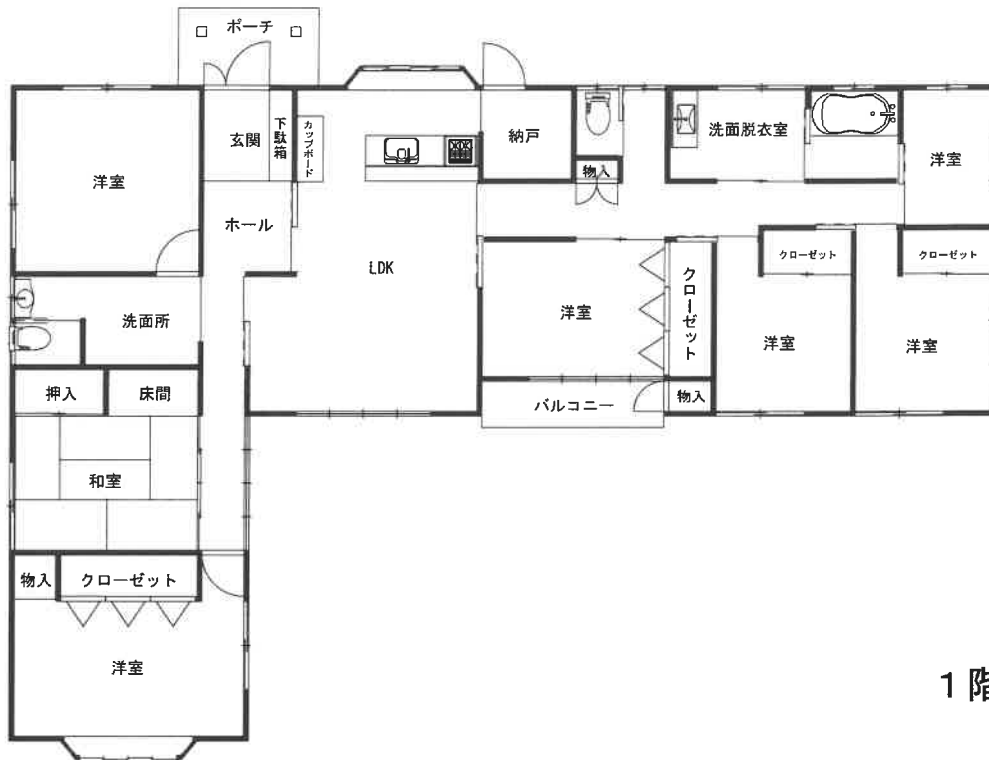 ポーチ
玄関
下駄箱
カップボード
納戸
洗面脱衣室
洋室
洋室
物入
ホール
LDK
クローゼット
クローゼット
クローゼット
洋室
洋室
洋室
洗面所
押入
床間
バルコニー
物入
和室
物入
クローゼット
洋室
1階